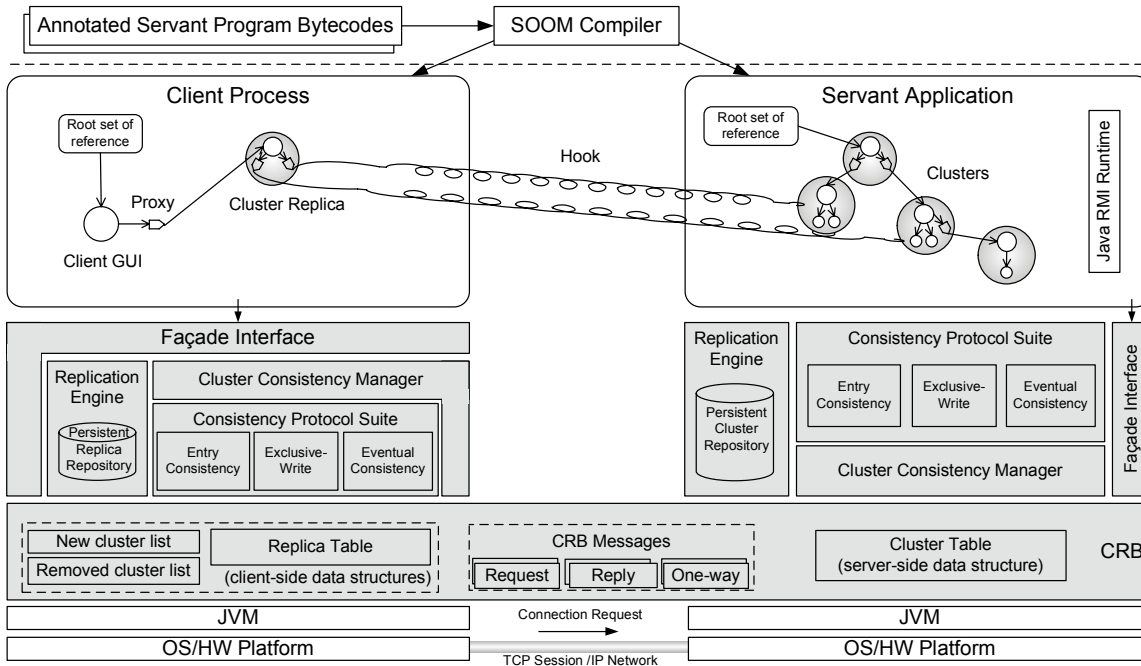 Annotated Servant Program Bytecodes
SOOM Compiler
Client Process
Root set of
reference
Proxy
Client GUI
Cluster Replica
Hook
Servant Application
Root set of
reference
Clusters
Java RMI Runtime
Façade Interface
Replication
Engine
Persistent
Replica
Repository
Cluster Consistency Manager
Consistency Protocol Suite
Entry
Consistency
Exclusive-
Write
Eventual
Consistency
Replication
Engine
Persistent
Cluster
Repository
Consistency Protocol Suite
Entry
Consistency
Exclusive-
Write
Eventual
Consistency
Cluster Consistency Manager
Façade Interface
New cluster list
Removed cluster list
Replica Table
(client-side data structures)
CRB Messages
Request
Reply
One-way
Cluster Table
(server-side data structure)
CRB
JVM
Connection Request
JVM
OS/HW Platform
TCP Session /IP Network
OS/HW Platform